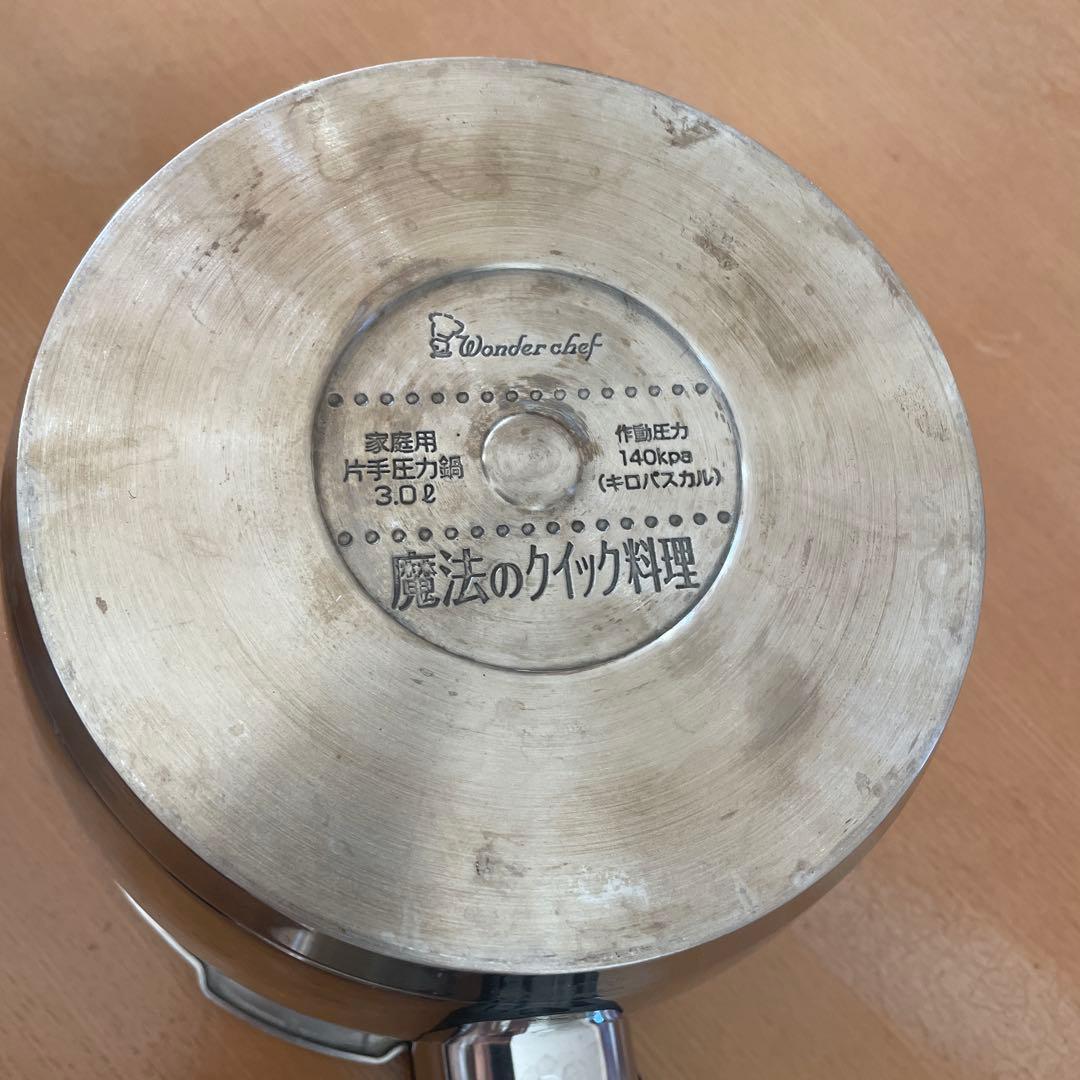 Wonder chef
家庭用
片手圧力鍋
3.0ℓ
作動圧力
140kpa
(キロパスカル)
魔法のクイック料理